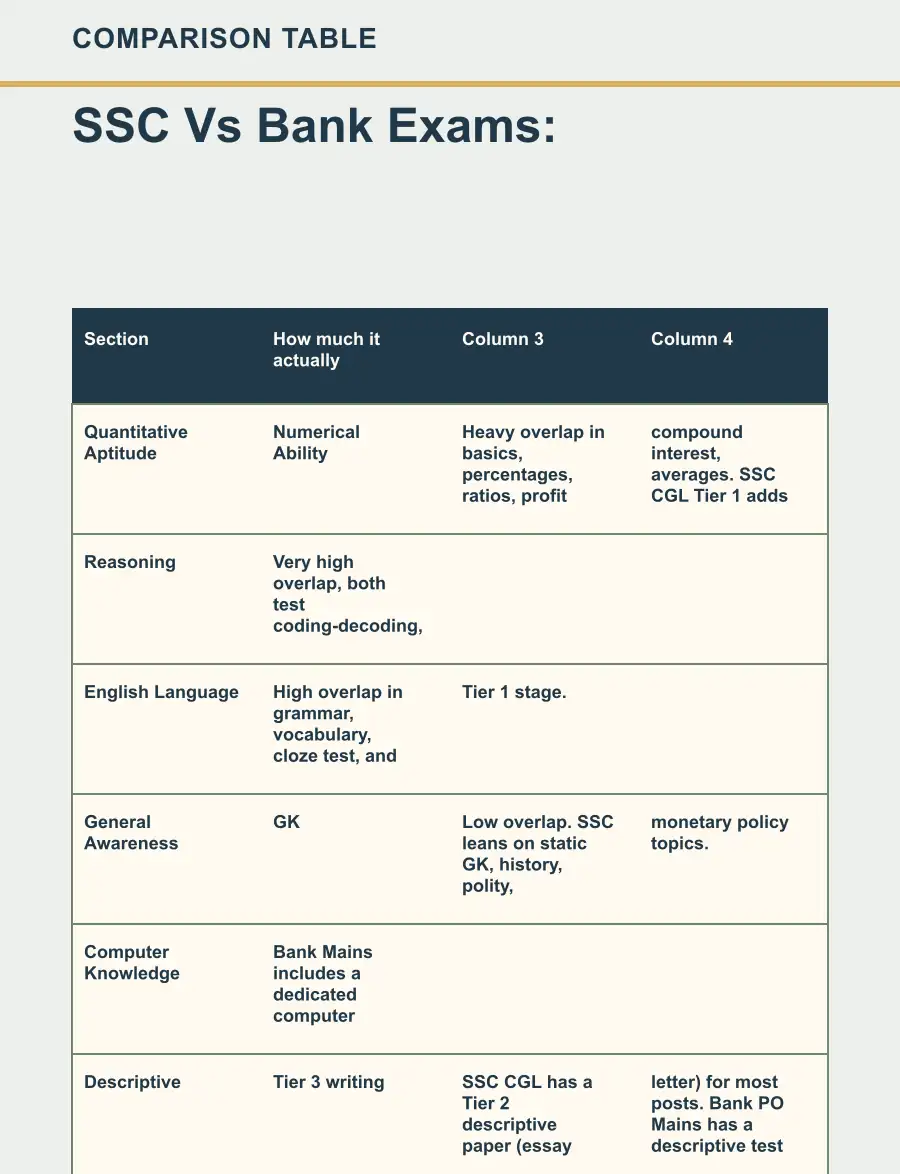 COMPARISON TABLE
SSC Vs Bank Exams:
Section
How much it
actually
Column 3
Column 4
Quantitative
Aptitude
Numerical
Ability
Heavy overlap in
basics,
percentages,
ratios, profit
compound
interest,
averages. SSC
CGL Tier 1 adds
Reasoning
Very high
overlap, both
test
coding-decoding,
English Language
High overlap in
grammar,
vocabulary,
cloze test, and
Tier 1 stage.
General
Awareness
GK
Low overlap. SSC
leans on static
GK, history,
polity,
monetary policy
topics.
Computer
Knowledge
Bank Mains
includes a
dedicated
computer
Descriptive
Tier 3 writing
SSC CGL has a
Tier 2
descriptive
paper (essay
letter) for most
posts. Bank PO
Mains has a
descriptive test